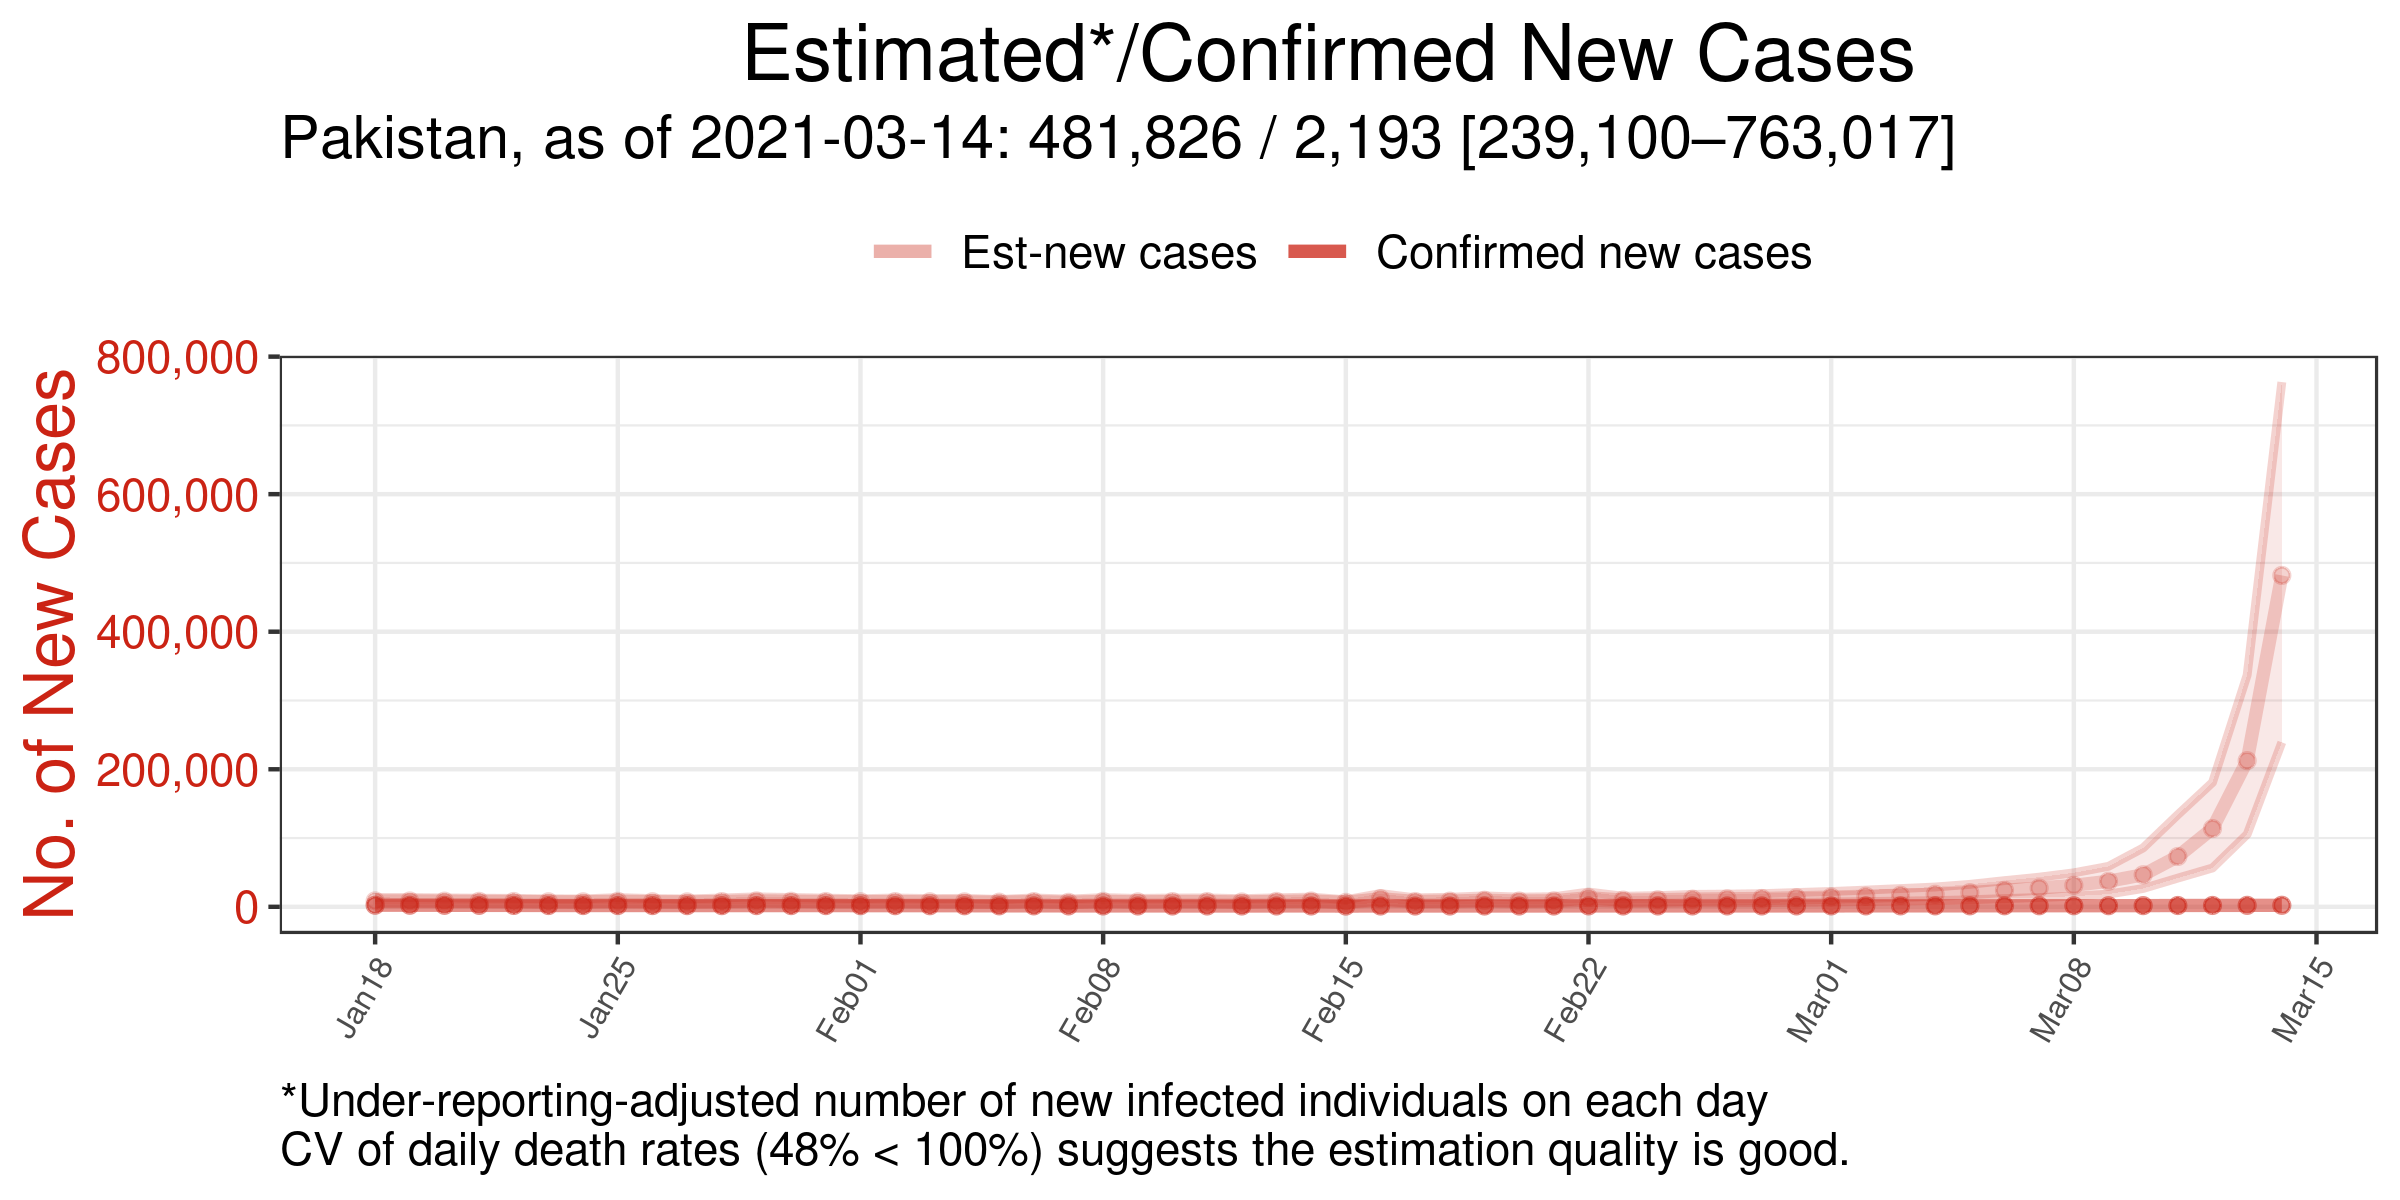 Estimated*/Confirmed New Cases
Pakistan, as of 2021-03-14: 481,826 / 2,193 [239,100–763,017]
Est-new cases
Confirmed new cases
No. of New Cases
800,000
600,000
400,000
200,000
0
Jan18
Jan25
Feb01
Feb08
Feb15
Feb22
Mar01
Mar08
Mar15
*Under-reporting-adjusted number of new infected individuals on each day
CV of daily death rates (48% < 100%) suggests the estimation quality is good.